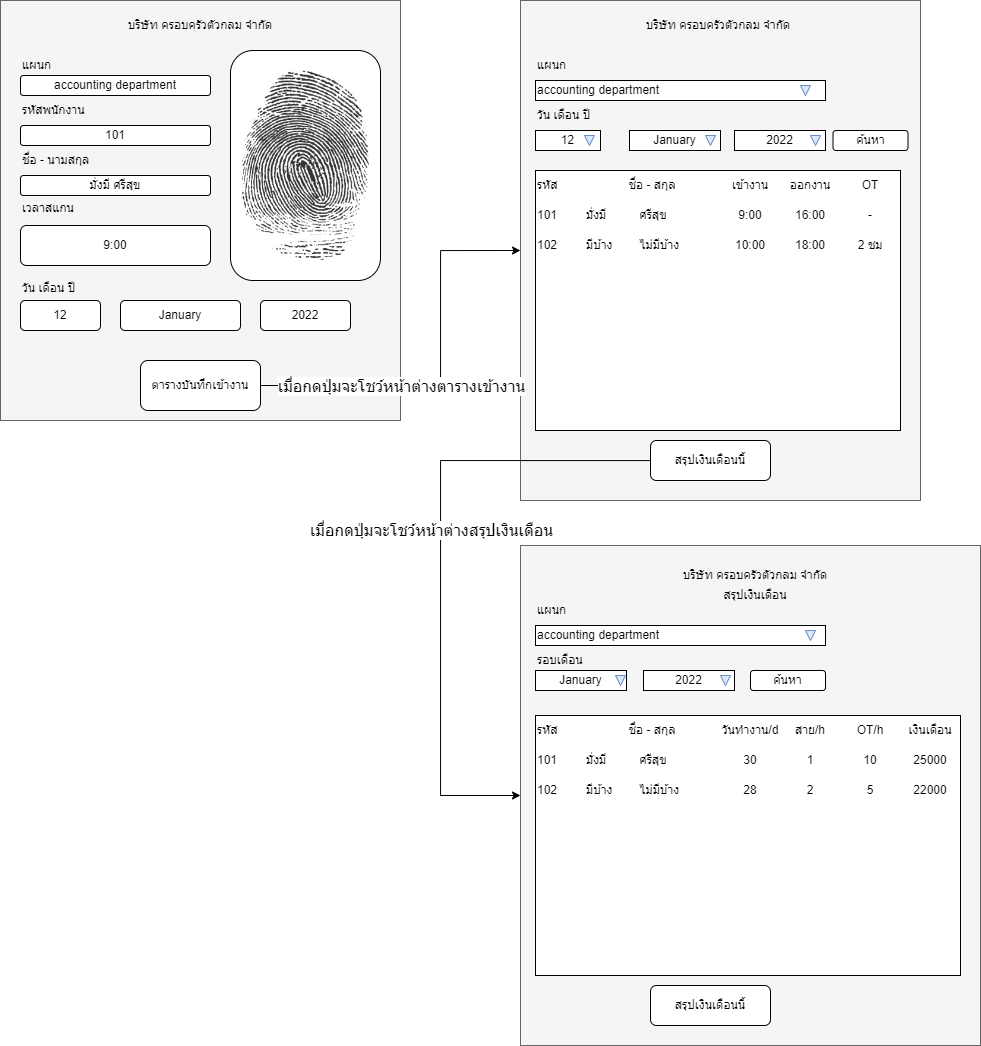 บริษัท ครอบครัวตัวกลม จำกัด
แผนก
accounting department
รหัสพนักงาน
101
ชื่อ - นามสกุล
มั่งมี ศรีสุข
เวลาสแกน
9:00
วัน เดือน ปี
12 January 2022
ตารางบันทึกเข้างาน
เมื่อกดปุ่มจะโชว์หน้าต่างตารางเข้างาน
บริษัท ครอบครัวตัวกลม จำกัด
แผนก
accounting department
วัน เดือน ปี
12 January 2022 ค้นหา
รหัส ชื่อ - สกุล เข้างาน ออกงาน OT
101 มั่งมี ศรีสุข 9:00 16:00 -
102 มีบ้าง ไม่มีบ้าง 10:00 18:00 2 ชม
สรุปเงินเดือนนี้
เมื่อกดปุ่มจะโชว์หน้าต่างสรุปเงินเดือน
บริษัท ครอบครัวตัวกลม จำกัด
สรุปเงินเดือน
แผนก
accounting department
รอบเดือน
January 2022 ค้นหา
รหัส ชื่อ - สกุล วันทำงาน/d สาย/h OT/h เงินเดือน
101 มั่งมี ศรีสุข 30 1 10 25000
102 มีบ้าง ไม่มีบ้าง 28 2 5 22000
สรุปเงินเดือนนี้